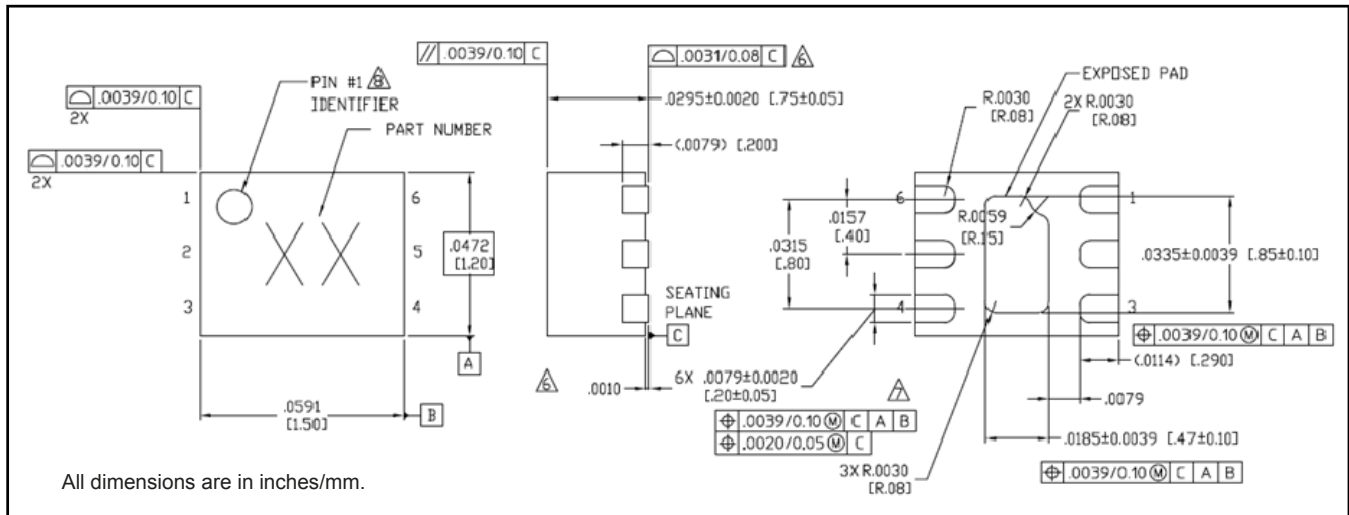 ⌓ .0039/0.10 C
2X
⌓ .0039/0.10 C
2X
PIN #1 8
IDENTIFIER
PART NUMBER
1
2
3
6
5
4
XX
.0472
[1.20]
A
.0591
[1.50]
B
// .0039/0.10 C
⌓ .0031/0.08 C 6
.0295±0.0020 [.75±0.05]
(.0079) [.200]
SEATING
PLANE
C
6
.0010
EXPOSED PAD
R.0030
[R.08]
2X R.0030
[R.08]
6
4
1
3
.0157
[.40]
.0315
[.80]
R.0059
[R.15]
.0335±0.0039 [.85±0.10]
⌖ .0039/0.10 Ⓜ C A B
(.0114) [.290]
.0079
6X .0079±0.0020
[.20±0.05]
7
⌖ .0039/0.10 Ⓜ C A B
⌖ .0020/0.05 Ⓜ C
.0185±0.0039 [.47±0.10]
⌖ .0039/0.10 Ⓜ C A B
3X R.0030
[R.08]
All dimensions are in inches/mm.